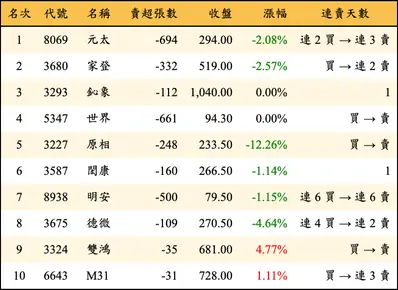 名次 代號 名稱 賣超張數 收盤 漲幅 連賣天數
1 8069 元太 -694 294.00 -2.08% 連 2 買 → 連 3 賣
2 3680 家登 -332 519.00 -2.57% 買 → 連 2 賣
3 3293 鈊象 -112 1,040.00 0.00% 1
4 5347 世界 -661 94.30 0.00% 買 → 賣
5 3227 原相 -248 233.50 -12.26% 買 → 賣
6 3587 閎康 -160 266.50 -1.14% 1
7 8938 明安 -500 79.50 -1.15% 連 6 買 → 連 6 賣
8 3675 德微 -109 270.50 -4.64% 連 4 買 → 連 2 賣
9 3324 雙鴻 -35 681.00 4.77% 買 → 賣
10 6643 M31 -31 728.00 1.11% 買 → 連 3 賣